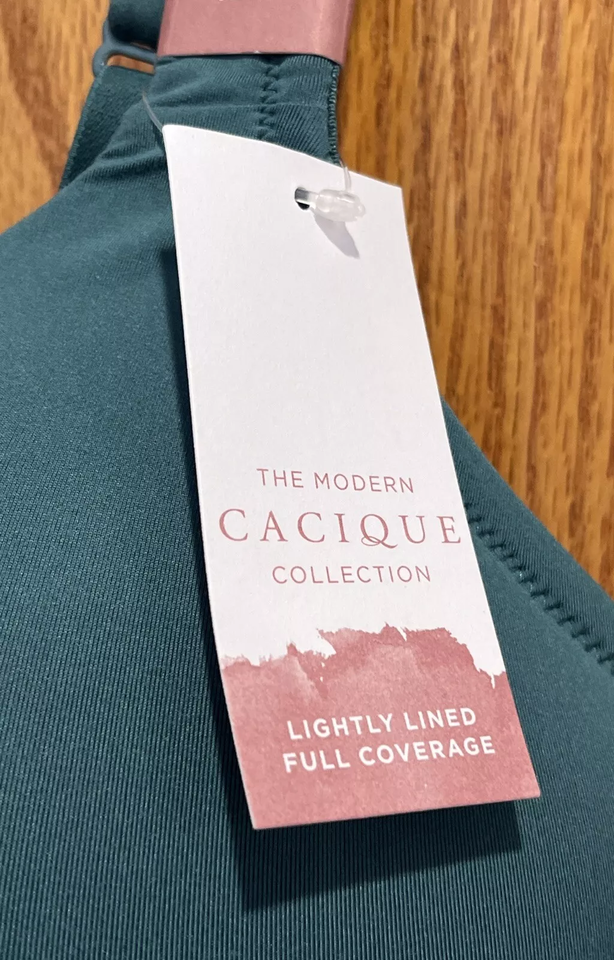 THE MODERN
CACIQUE
COLLECTION
LIGHTLY LINED
FULL COVERAGE